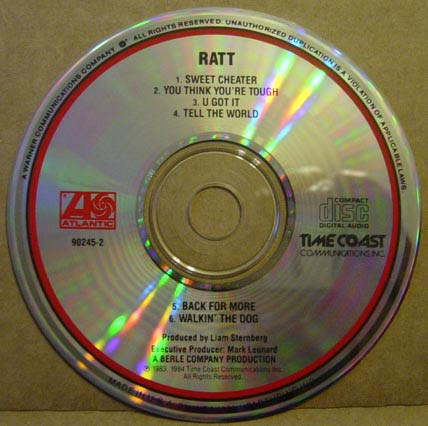 A WARNER COMMUNICATIONS COMPANY ℗® ALL RIGHTS RESERVED. UNAUTHORIZED DUPLICATION IS A VIOLATION OF APPLICABLE LAWS.
RATT
1. SWEET CHEATER
2. YOU THINK YOU'RE TOUGH
3. U GOT IT
4. TELL THE WORLD
ATLANTIC
90245-2
COMPACT
disc
DIGITAL AUDIO
TIME COAST
COMMUNICATIONS, INC.
5. BACK FOR MORE
6. WALKIN' THE DOG
Produced by Liam Sternberg
Executive Producer: Mark Leonard
A BERLE COMPANY PRODUCTION
℗ 1983, 1984 Time Coast Communications Inc.
All Rights Reserved.
MADE IN U.S.A.